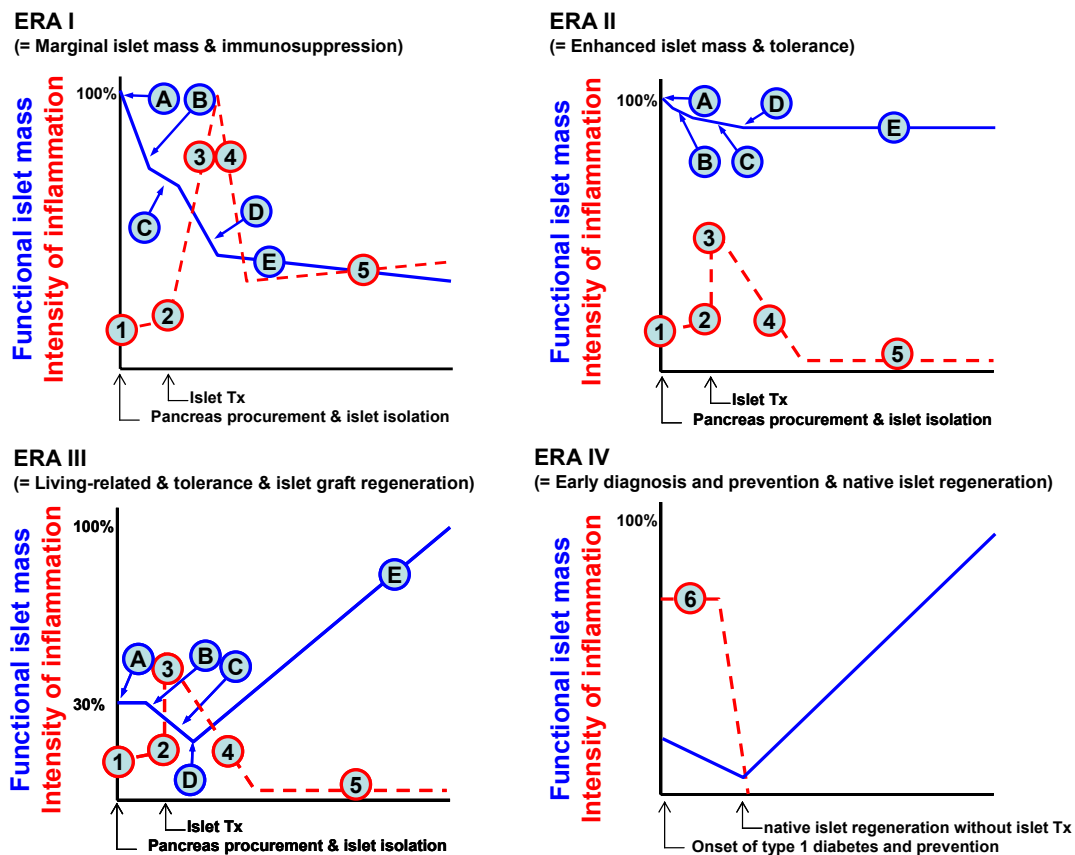 ERA I
(= Marginal islet mass & immunosuppression)
Functional islet mass
Intensity of inflammation
100%
A
B
C
D
E
1
2
3
4
5
Islet Tx
Pancreas procurement & islet isolation
ERA II
(= Enhanced islet mass & tolerance)
Functional islet mass
Intensity of inflammation
100%
A
B
C
D
E
1
2
3
4
5
Islet Tx
Pancreas procurement & islet isolation
ERA III
(= Living-related & tolerance & islet graft regeneration)
Functional islet mass
Intensity of inflammation
100%
30%
A
B
C
D
E
1
2
3
4
5
Islet Tx
Pancreas procurement & islet isolation
ERA IV
(= Early diagnosis and prevention & native islet regeneration)
Functional islet mass
Intensity of inflammation
100%
6
native islet regeneration without islet Tx
Onset of type 1 diabetes and prevention